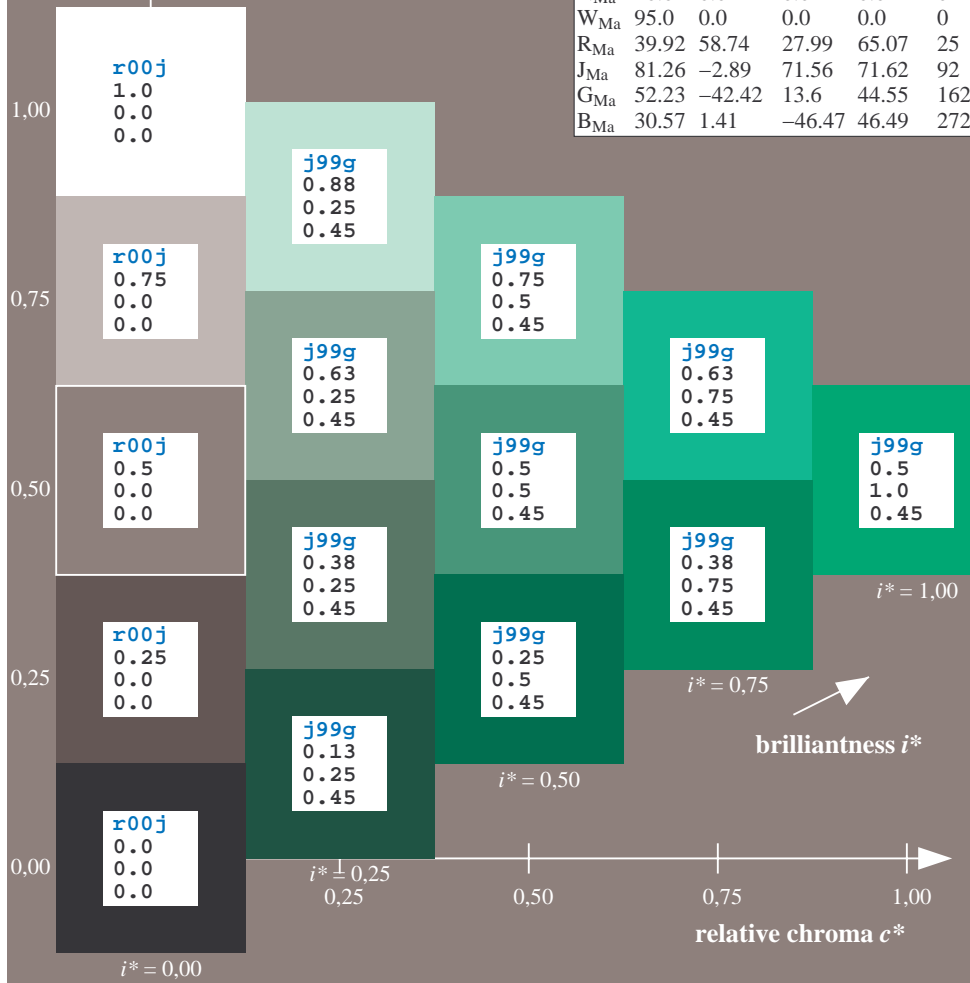 W_Ma 95.0 0.0 0.0 0.0 0
R_Ma 39.92 58.74 27.99 65.07 25
J_Ma 81.26 −2.89 71.56 71.62 92
G_Ma 52.23 −42.42 13.6 44.55 162
B_Ma 30.57 1.41 −46.47 46.49 272
r00j
1.0
0.0
0.0
1,00
j99g
0.88
0.25
0.45
r00j
0.75
0.0
0.0
0,75
j99g
0.75
0.5
0.45
j99g
0.63
0.25
0.45
j99g
0.63
0.75
0.45
r00j
0.5
0.0
0.0
0,50
j99g
0.5
0.5
0.45
j99g
0.5
1.0
0.45
i* = 1,00
j99g
0.38
0.25
0.45
j99g
0.38
0.75
0.45
i* = 0,75
r00j
0.25
0.0
0.0
0,25
j99g
0.25
0.5
0.45
i* = 0,50
brilliantness i*
j99g
0.13
0.25
0.45
i* = 0,25
r00j
0.0
0.0
0.0
0,00
i* = 0,00
0,25 0,50 0,75 1,00
relative chroma c*